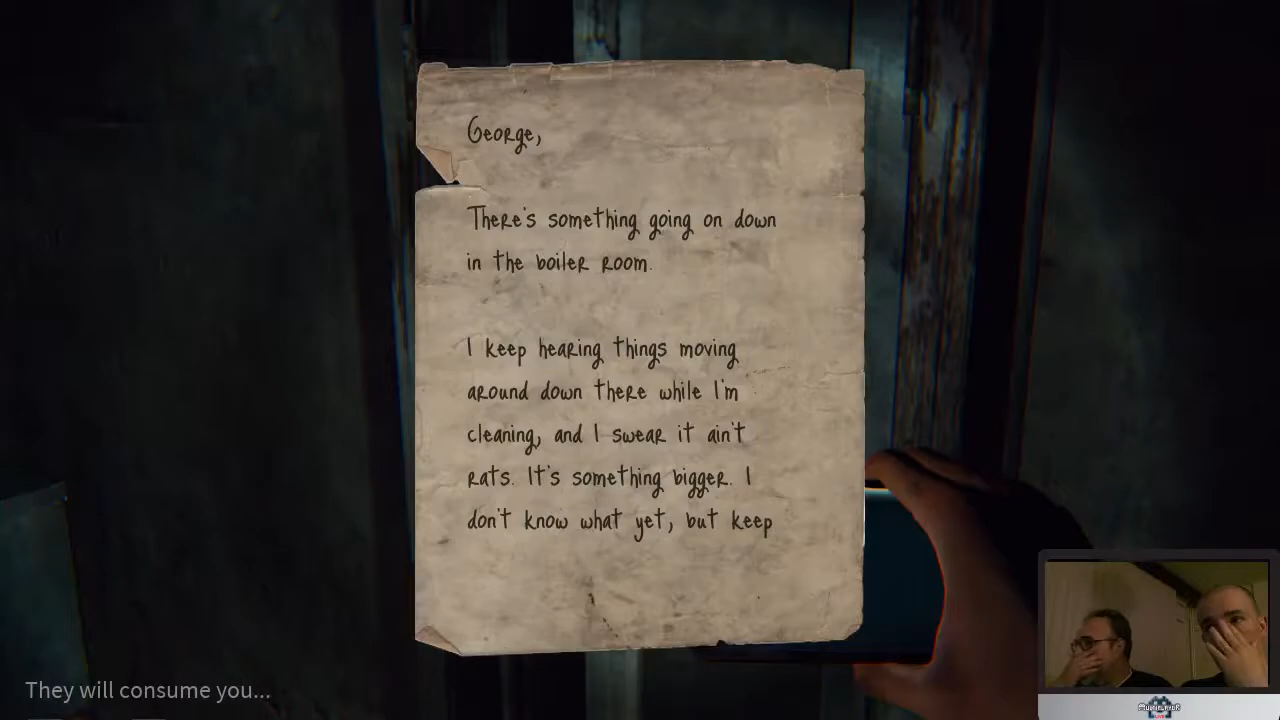 George,
There's something going on down
in the boiler room.
I keep hearing things moving
around down there while I'm
cleaning, and I swear it ain't
rats. It's something bigger. I
don't know what yet, but keep
They will consume you...